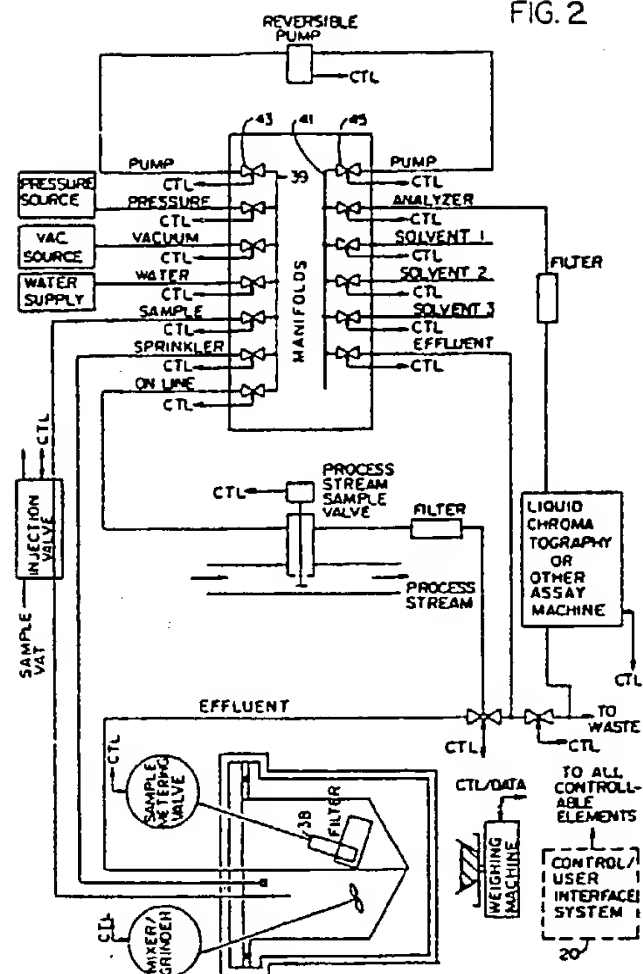 FIG. 2
REVERSIBLE
PUMP
CTL
43
41
45
PUMP
39
PUMP
CTL
CTL
PRESSURE
SOURCE
PRESSURE
ANALYZER
CTL
CTL
VAC.
SOURCE
VACUUM
SOLVENT 1
CTL
CTL
FILTER
WATER
SUPPLY
WATER
SOLVENT 2
CTL
CTL
SAMPLE
SOLVENT 3
CTL
CTL
SPRINKLER
EFFLUENT
CTL
CTL
ON LINE
CTL
MANIFOLDS
CTL
INJECTION
VALVE
SAMPLE
VAT
CTL
PROCESS
STREAM
SAMPLE
VALVE
FILTER
PROCESS
STREAM
LIQUID
CHROMA
TOGRAPHY
OR
OTHER
ASSAY
MACHINE
CTL
EFFLUENT
TO
WASTE
CTL
CTL
CTL
SAMPLE
METERING
VALVE
38
FILTER
CTL
MIXER/
GRINDER
CTL/DATA
WEIGHING
MACHINE
TO ALL
CONTROLL-
ABLE
ELEMENTS
CONTROL/
USER
INTERFACE
SYSTEM
20